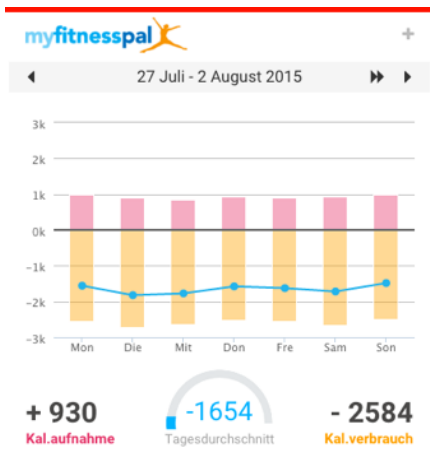 myfitnesspal
27 Juli - 2 August 2015
3k
2k
1k
0k
-1k
-2k
-3k
Mon Die Mit Don Fre Sam Son
+ 930 -1654 - 2584
Kal.aufnahme Tagesdurchschnitt Kal.verbrauch